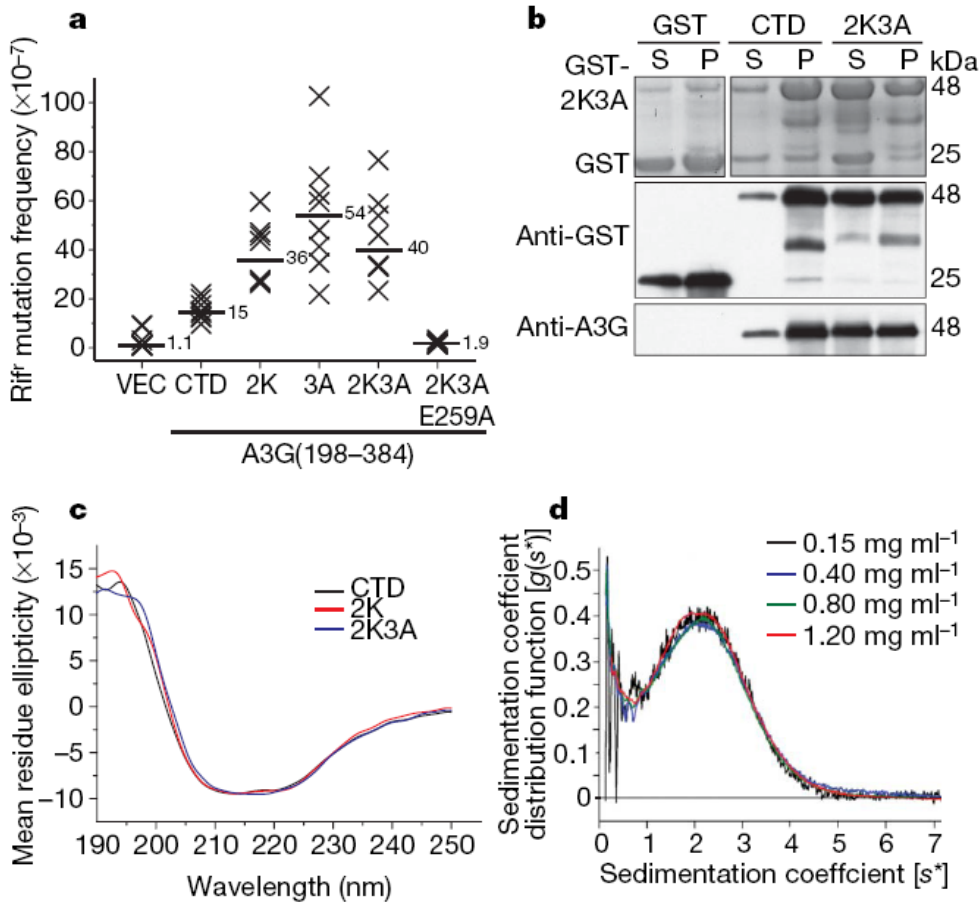 a
Rifʳ mutation frequency (×10⁻⁷)
100
80
60
40
20
0
1.1
15
36
54
40
1.9
VEC CTD 2K 3A 2K3A 2K3A
E259A
A3G(198–384)
b
GST CTD 2K3A
S P S P S P kDa
GST-
2K3A
48
GST
25
Anti-GST
48
25
Anti-A3G
48
c
Mean residue ellipticity (×10⁻³)
15
10
5
0
−5
−10
CTD
2K
2K3A
190 200 210 220 230 240 250
Wavelength (nm)
d
Sedimentation coeffcient
distribution function [g(s*)]
0.5
0.4
0.3
0.2
0.1
0
0.15 mg ml⁻¹
0.40 mg ml⁻¹
0.80 mg ml⁻¹
1.20 mg ml⁻¹
0 1 2 3 4 5 6 7
Sedimentation coeffcient [s*]